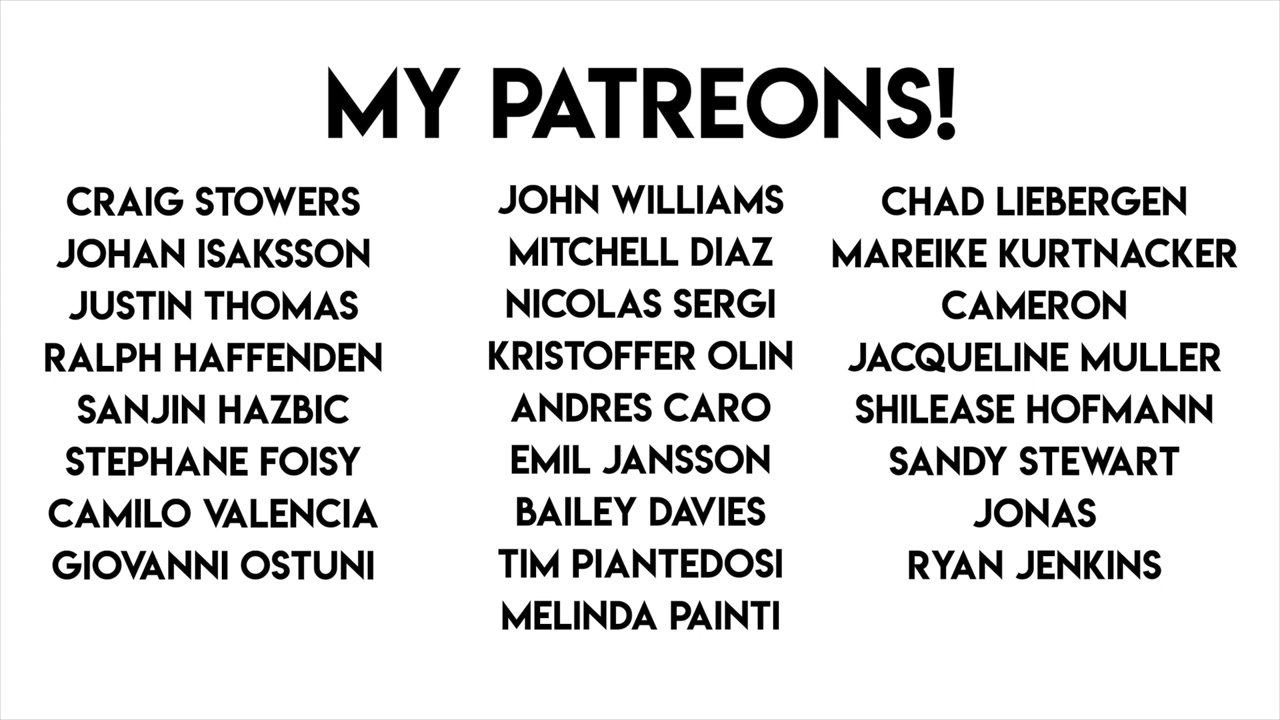 MY PATREONS!
CRAIG STOWERS
JOHAN ISAKSSON
JUSTIN THOMAS
RALPH HAFFENDEN
SANJIN HAZBIC
STEPHANE FOISY
CAMILO VALENCIA
GIOVANNI OSTUNI
JOHN WILLIAMS
MITCHELL DIAZ
NICOLAS SERGI
KRISTOFFER OLIN
ANDRES CARO
EMIL JANSSON
BAILEY DAVIES
TIM PIANTEDOSI
MELINDA PAINTI
CHAD LIEBERGEN
MAREIKE KURTNACKER
CAMERON
JACQUELINE MULLER
SHILEASE HOFMANN
SANDY STEWART
JONAS
RYAN JENKINS